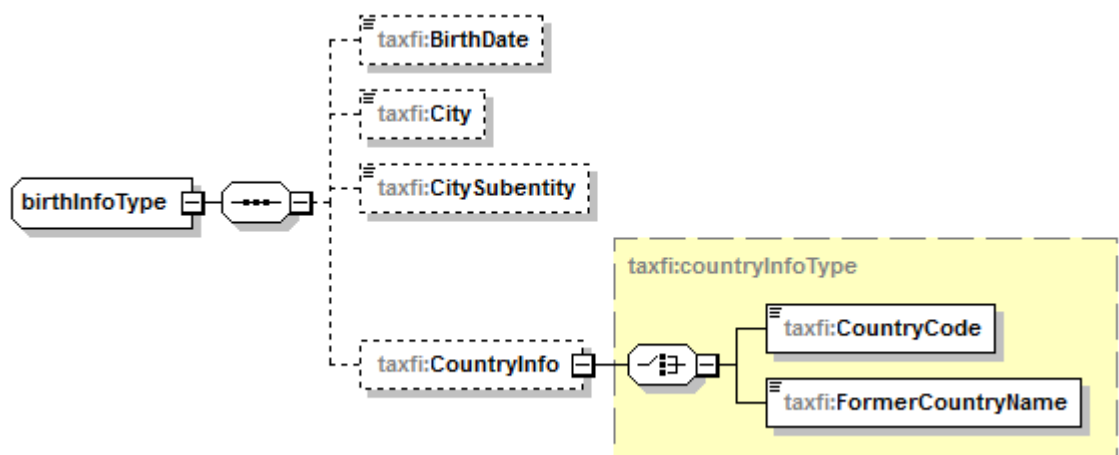 taxfi:BirthDate
taxfi:City
taxfi:CitySubentity
birthInfoType
taxfi:countryInfoType
taxfi:CountryCode
taxfi:CountryInfo
taxfi:FormerCountryName